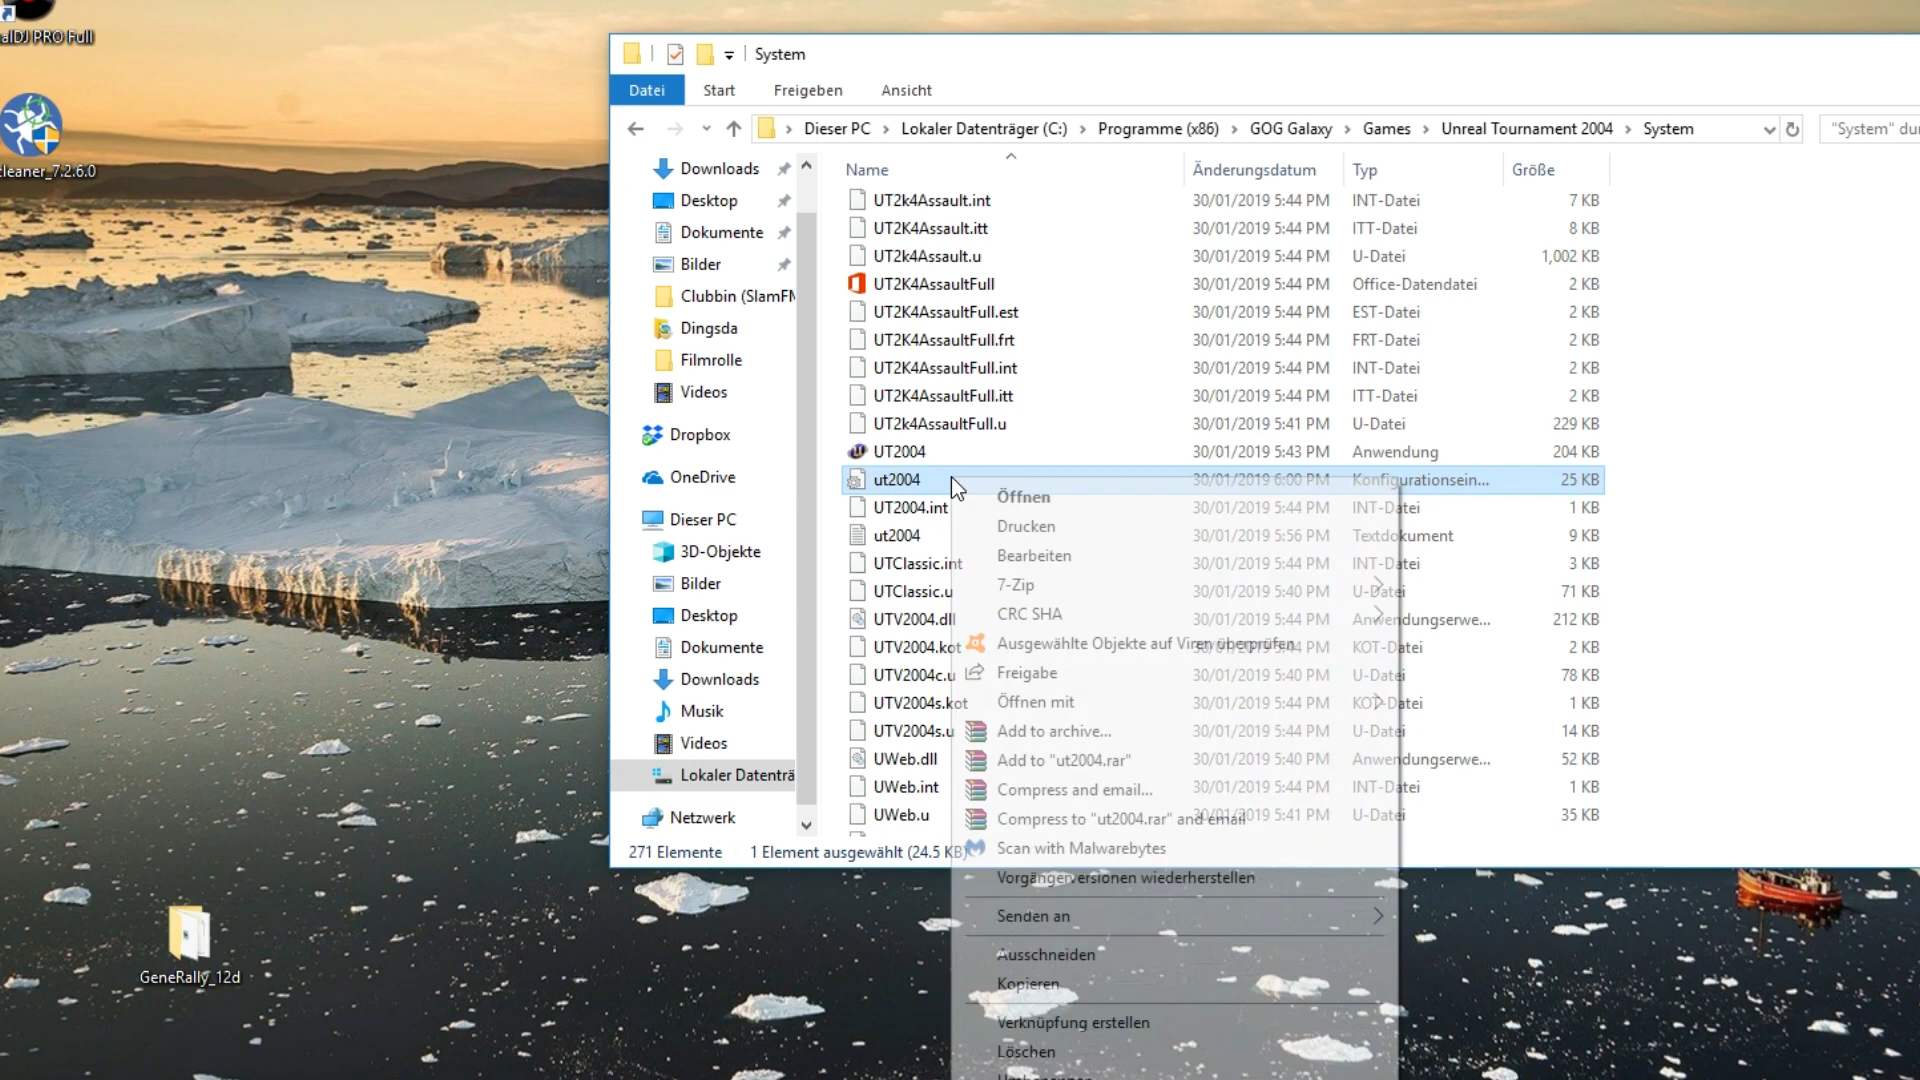 alDJ PRO Full
cleaner_7.2.6.0
GeneRally_12d
System
Datei Start Freigeben Ansicht
Dieser PC Lokaler Datenträger (C:) Programme (x86) GOG Galaxy Games Unreal Tournament 2004 System "System" du
Downloads
Desktop
Dokumente
Bilder
Clubbin (SlamFM
Dingsda
Filmrolle
Videos
Dropbox
OneDrive
Dieser PC
3D-Objekte
Bilder
Desktop
Dokumente
Downloads
Musik
Videos
Lokaler Datenträ
Netzwerk
Name Änderungsdatum Typ Größe
UT2k4Assault.int 30/01/2019 5:44 PM INT-Datei 7 KB
UT2K4Assault.itt 30/01/2019 5:44 PM ITT-Datei 8 KB
UT2K4Assault.u 30/01/2019 5:44 PM U-Datei 1,002 KB
UT2K4AssaultFull 30/01/2019 5:44 PM Office-Datendatei 2 KB
UT2K4AssaultFull.est 30/01/2019 5:44 PM EST-Datei 2 KB
UT2K4AssaultFull.frt 30/01/2019 5:44 PM FRT-Datei 2 KB
UT2K4AssaultFull.int 30/01/2019 5:44 PM INT-Datei 2 KB
UT2K4AssaultFull.itt 30/01/2019 5:44 PM ITT-Datei 2 KB
UT2k4AssaultFull.u 30/01/2019 5:41 PM U-Datei 229 KB
UT2004 30/01/2019 5:43 PM Anwendung 204 KB
ut2004 30/01/2019 6:00 PM Konfigurationsein... 25 KB
UT2004.int 30/01/2019 5:44 PM INT-Datei 1 KB
ut2004 30/01/2019 5:56 PM Textdokument 9 KB
UTClassic.int 30/01/2019 5:44 PM INT-Datei 3 KB
UTClassic.u 30/01/2019 5:40 PM U-Datei 71 KB
UTV2004.dll 30/01/2019 5:44 PM Anwendungserwe... 212 KB
UTV2004.kot 30/01/2019 5:44 PM KOT-Datei 2 KB
UTV2004c.u 30/01/2019 5:40 PM U-Datei 78 KB
UTV2004s.kot 30/01/2019 5:44 PM KOT-Datei 1 KB
UTV2004s.u 30/01/2019 5:44 PM U-Datei 14 KB
UWeb.dll 30/01/2019 5:40 PM Anwendungserwe... 52 KB
UWeb.int 30/01/2019 5:44 PM INT-Datei 1 KB
UWeb.u 30/01/2019 5:41 PM U-Datei 35 KB
271 Elemente 1 Element ausgewählt (24.5 KB)
Öffnen
Drucken
Bearbeiten
7-Zip
CRC SHA
Ausgewählte Objekte auf Viren überprüfen
Freigabe
Öffnen mit
Add to archive...
Add to "ut2004.rar"
Compress and email...
Compress to "ut2004.rar" and email
Scan with Malwarebytes
Vorgängerversionen wiederherstellen
Senden an
Ausschneiden
Kopieren
Verknüpfung erstellen
Löschen